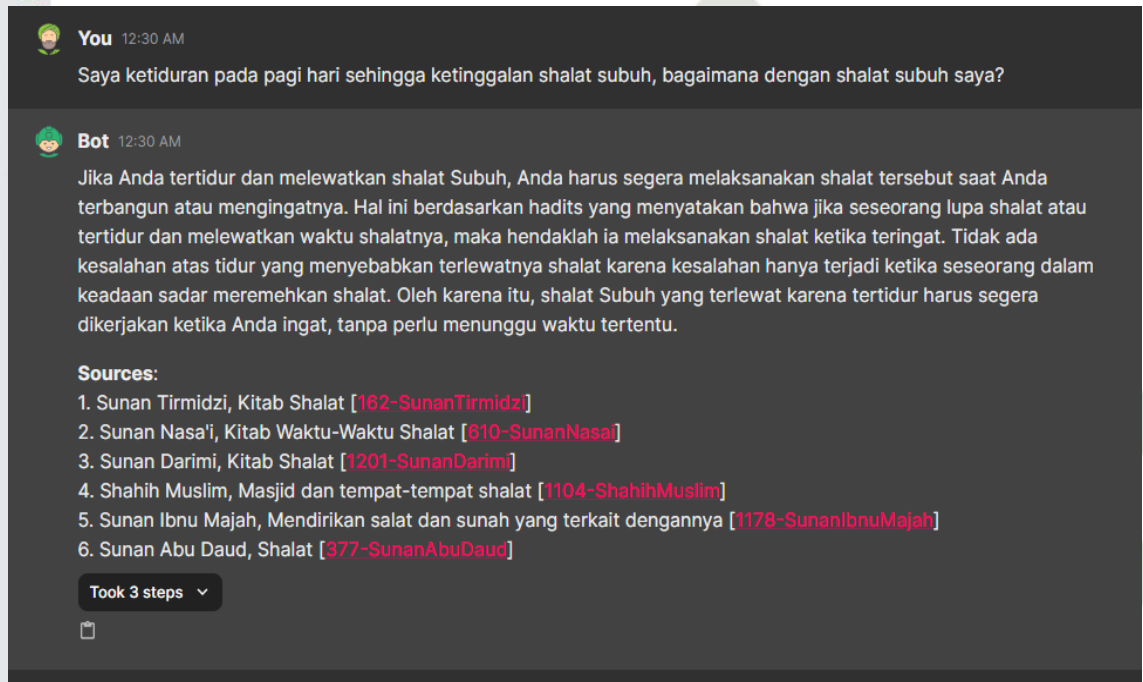 You 12:30 AM
Saya ketiduran pada pagi hari sehingga ketinggalan shalat subuh, bagaimana dengan shalat subuh saya?
Bot 12:30 AM
Jika Anda tertidur dan melewatkan shalat Subuh, Anda harus segera melaksanakan shalat tersebut saat Anda
terbangun atau mengingatnya. Hal ini berdasarkan hadits yang menyatakan bahwa jika seseorang lupa shalat atau
tertidur dan melewatkan waktu shalatnya, maka hendaklah ia melaksanakan shalat ketika teringat. Tidak ada
kesalahan atas tidur yang menyebabkan terlewatnya shalat karena kesalahan hanya terjadi ketika seseorang dalam
keadaan sadar meremehkan shalat. Oleh karena itu, shalat Subuh yang terlewat karena tertidur harus segera
dikerjakan ketika Anda ingat, tanpa perlu menunggu waktu tertentu.
Sources:
1. Sunan Tirmidzi, Kitab Shalat [162-SunanTirmidzi]
2. Sunan Nasa'i, Kitab Waktu-Waktu Shalat [610-SunanNasai]
3. Sunan Darimi, Kitab Shalat [1201-SunanDarimi]
4. Shahih Muslim, Masjid dan tempat-tempat shalat [1104-ShahihMuslim]
5. Sunan Ibnu Majah, Mendirikan salat dan sunah yang terkait dengannya [1178-SunanIbnuMajah]
6. Sunan Abu Daud, Shalat [377-SunanAbuDaud]
Took 3 steps